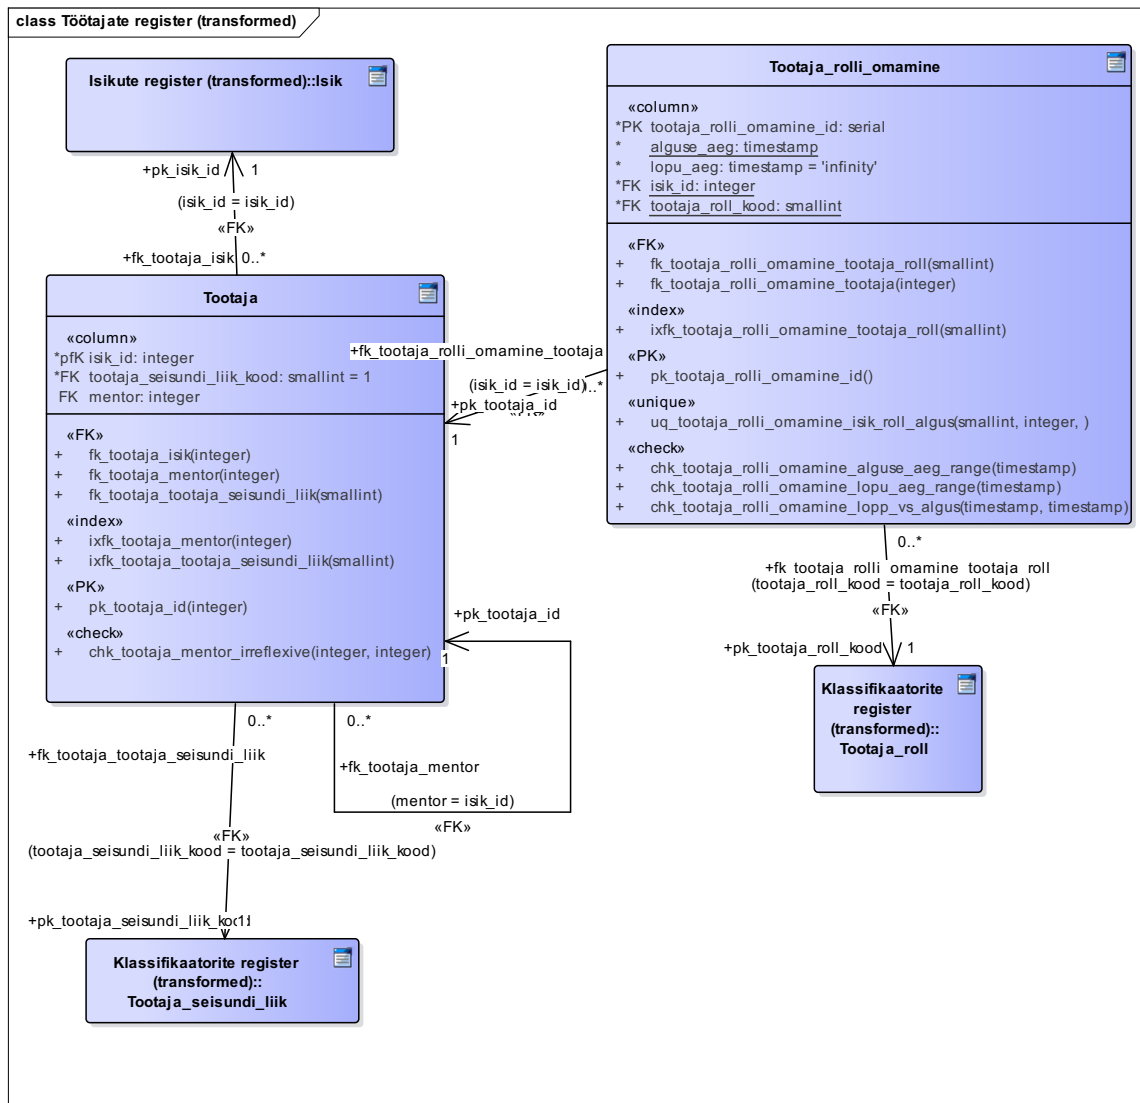 class Töötajate register (transformed)
Isikute register (transformed)::Isik
+pk_isik_id
1
(isik_id = isik_id)
«FK»
+fk_tootaja_isik
0..*
Tootaja
«column»
*pfK isik_id: integer
*FK tootaja_seisundi_liik_kood: smallint = 1
FK mentor: integer
«FK»
+ fk_tootaja_isik(integer)
+ fk_tootaja_mentor(integer)
+ fk_tootaja_tootaja_seisundi_liik(smallint)
«index»
+ ixfk_tootaja_mentor(integer)
+ ixfk_tootaja_tootaja_seisundi_liik(smallint)
«PK»
+ pk_tootaja_id(integer)
«check»
+ chk_tootaja_mentor_irreflexive(integer, integer)
Tootaja_rolli_omamine
«column»
*PK tootaja_rolli_omamine_id: serial
* alguse_aeg: timestamp
* lopu_aeg: timestamp = 'infinity'
*FK isik_id: integer
*FK tootaja_roll_kood: smallint
«FK»
+ fk_tootaja_rolli_omamine_tootaja_roll(smallint)
+ fk_tootaja_rolli_omamine_tootaja(integer)
«index»
+ ixfk_tootaja_rolli_omamine_tootaja_roll(smallint)
«PK»
+ pk_tootaja_rolli_omamine_id()
«unique»
+ uq_tootaja_rolli_omamine_isik_roll_algus(smallint, integer, )
«check»
+ chk_tootaja_rolli_omamine_alguse_aeg_range(timestamp)
+ chk_tootaja_rolli_omamine_lopu_aeg_range(timestamp)
+ chk_tootaja_rolli_omamine_lopp_vs_algus(timestamp, timestamp)
+fk_tootaja_rolli_omamine_tootaja
(isik_id = isik_id)
+pk_tootaja_id
1
0..*
+fk_tootaja_rolli_omamine_tootaja_roll
(tootaja_roll_kood = tootaja_roll_kood)
«FK»
+pk_tootaja_roll_kood
1
Klassifikaatorite
register
(transformed)::
Tootaja_roll
+pk_tootaja_id
1
0..*
+fk_tootaja_mentor
(mentor = isik_id)
«FK»
0..*
+fk_tootaja_tootaja_seisundi_liik
«FK»
(tootaja_seisundi_liik_kood = tootaja_seisundi_liik_kood)
+pk_tootaja_seisundi_liik_kood
1
Klassifikaatorite register
(transformed)::
Tootaja_seisundi_liik